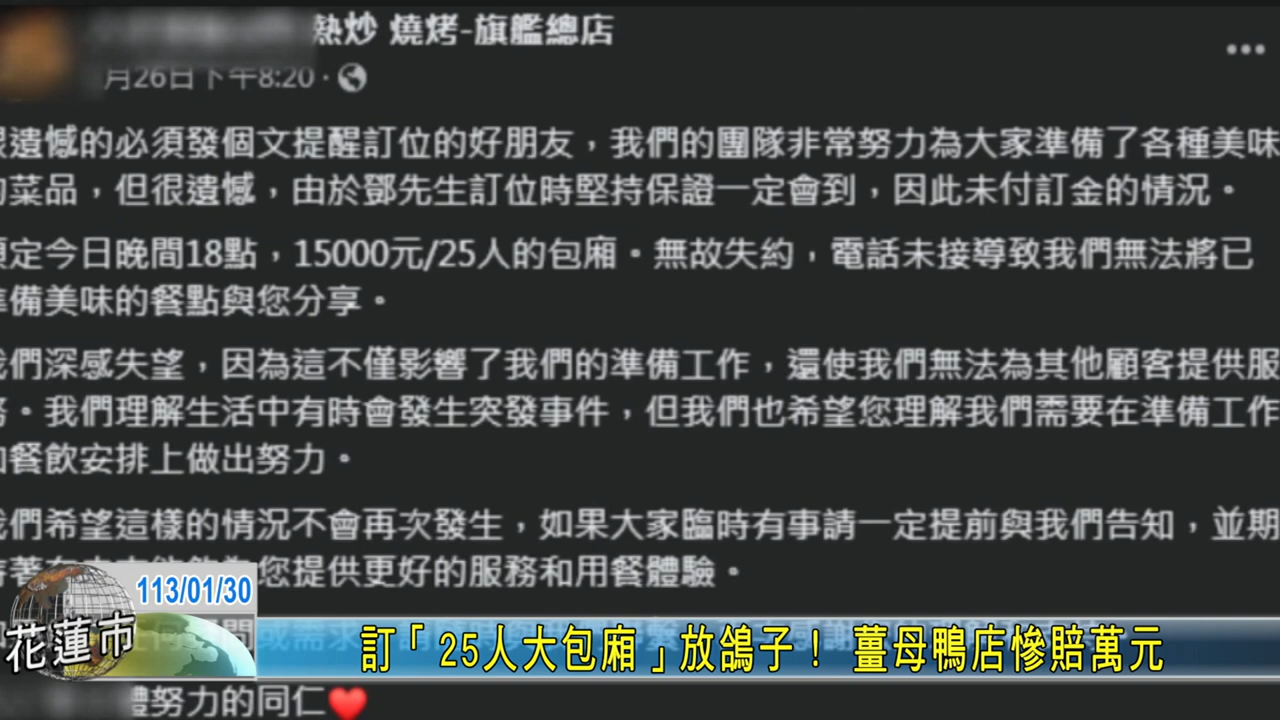 熱炒 燒烤-旗艦總店
月26日下午8:20
遺憾的必須發個文提醒訂位的好朋友，我們的團隊非常努力為大家準備了各種美味
菜品，但很遺憾，由於鄧先生訂位時堅持保證一定會到，因此未付訂金的情況。
定今日晚間18點，15000元/25人的包廂。無故失約，電話未接導致我們無法將已
備美味的餐點與您分享。
們深感失望，因為這不僅影響了我們的準備工作，還使我們無法為其他顧客提供服
。我們理解生活中有時會發生突發事件，但我們也希望您理解我們需要在準備工作
餐飲安排上做出努力。
們希望這樣的情況不會再次發生，如果大家臨時有事請一定提前與我們告知，並期
您提供更好的服務和用餐體驗。
113/01/30
花蓮市
訂「25人大包廂」放鴿子！ 薑母鴨店慘賠萬元
努力的同仁